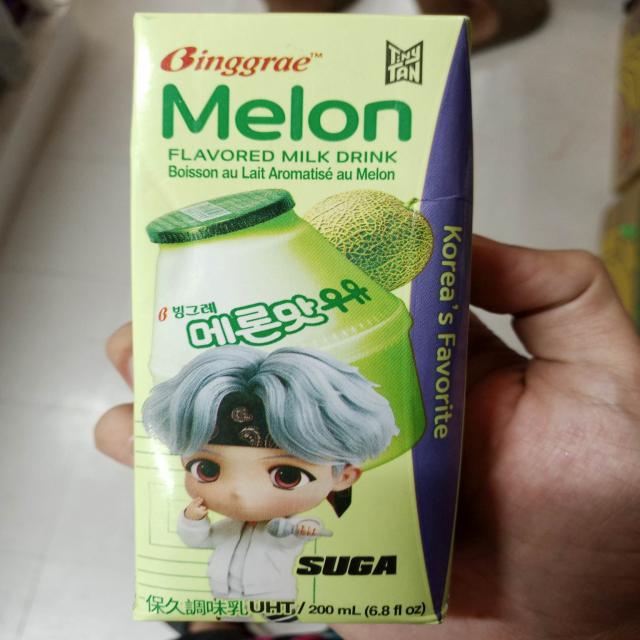 Binggrae™
TINY TAN
Melon
FLAVORED MILK DRINK
Boisson au Lait Aromatisé au Melon
빙그레
메론맛우유
Korea's Favorite
SUGA
保久調味乳 UHT / 200 mL (6.8 fl oz)